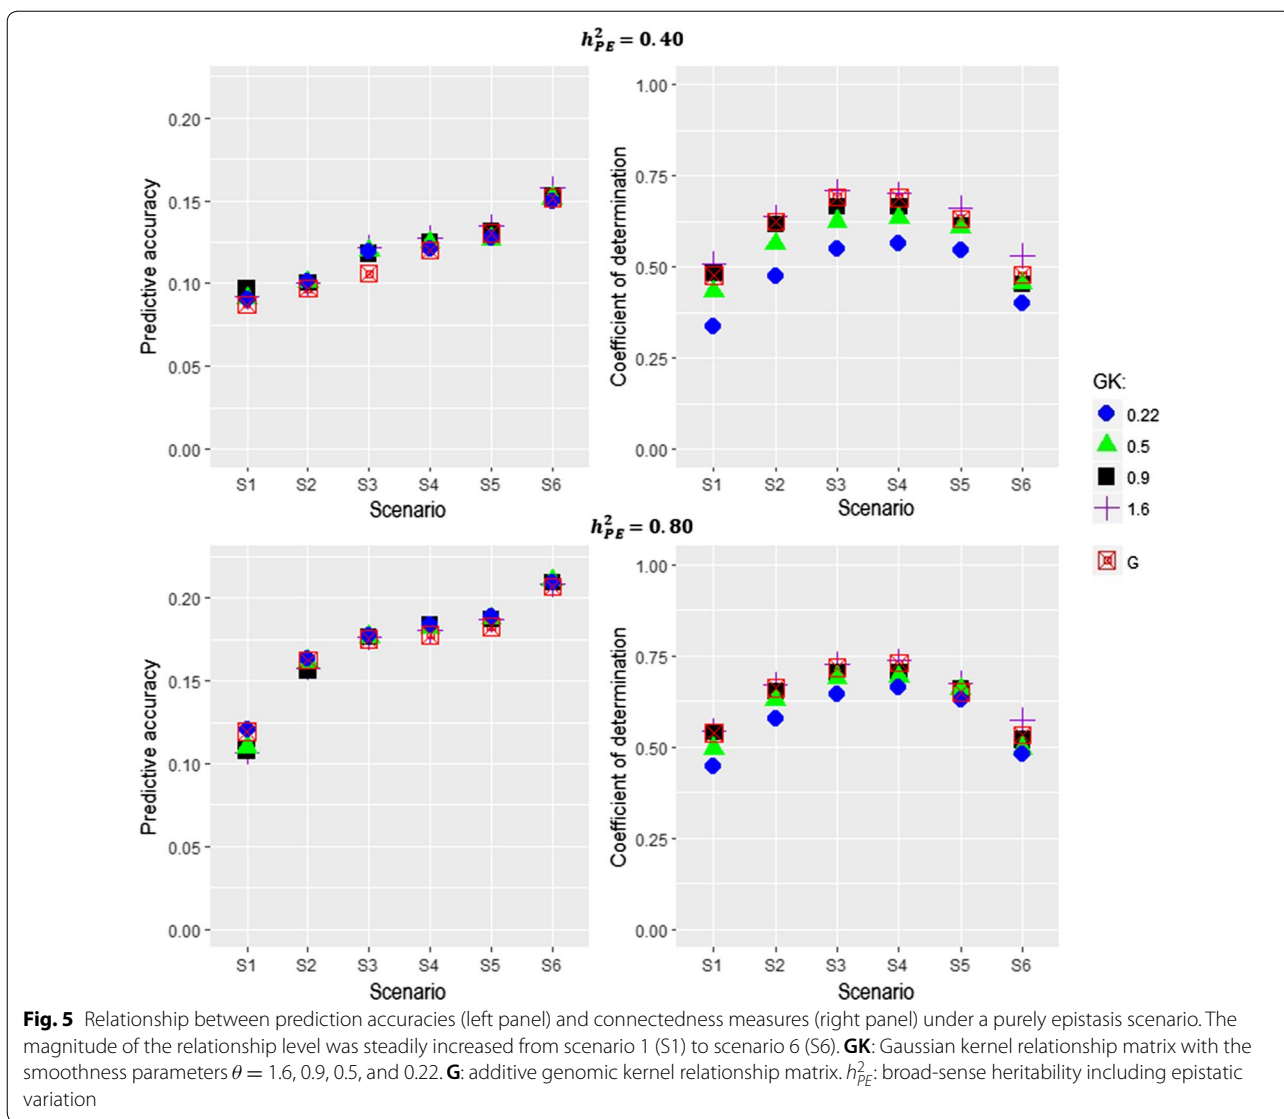 h²_PE = 0.40
Predictive accuracy
0.20
0.15
0.10
0.05
0.00
S1 S2 S3 S4 S5 S6
Scenario
Coefficient of determination
1.00
0.75
0.50
0.25
0.00
S1 S2 S3 S4 S5 S6
Scenario
GK:
0.22
0.5
0.9
1.6
G
h²_PE = 0.80
Predictive accuracy
0.20
0.15
0.10
0.05
0.00
S1 S2 S3 S4 S5 S6
Scenario
Coefficient of determination
1.00
0.75
0.50
0.25
0.00
S1 S2 S3 S4 S5 S6
Scenario
Fig. 5 Relationship between prediction accuracies (left panel) and connectedness measures (right panel) under a purely epistasis scenario. The
magnitude of the relationship level was steadily increased from scenario 1 (S1) to scenario 6 (S6). GK: Gaussian kernel relationship matrix with the
smoothness parameters θ = 1.6, 0.9, 0.5, and 0.22. G: additive genomic kernel relationship matrix. h²_PE: broad-sense heritability including epistatic
variation